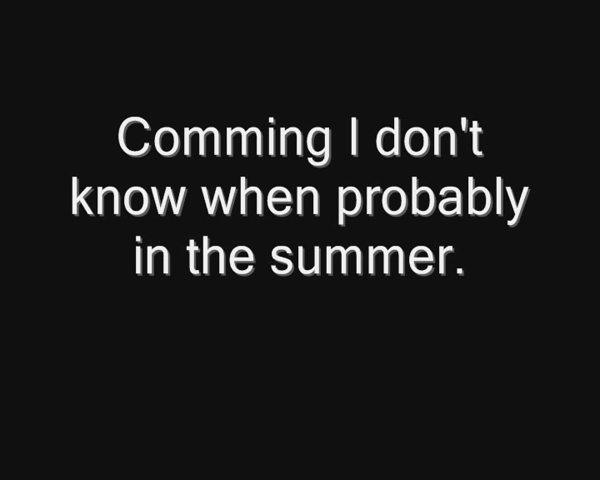 Comming I don't
know when probably
in the summer.